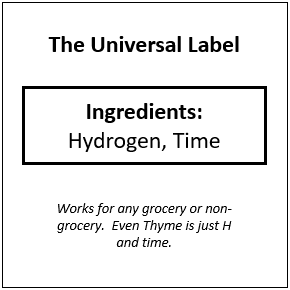 The Universal Label
Ingredients:
Hydrogen, Time
Works for any grocery or non-
grocery.  Even Thyme is just H
and time.